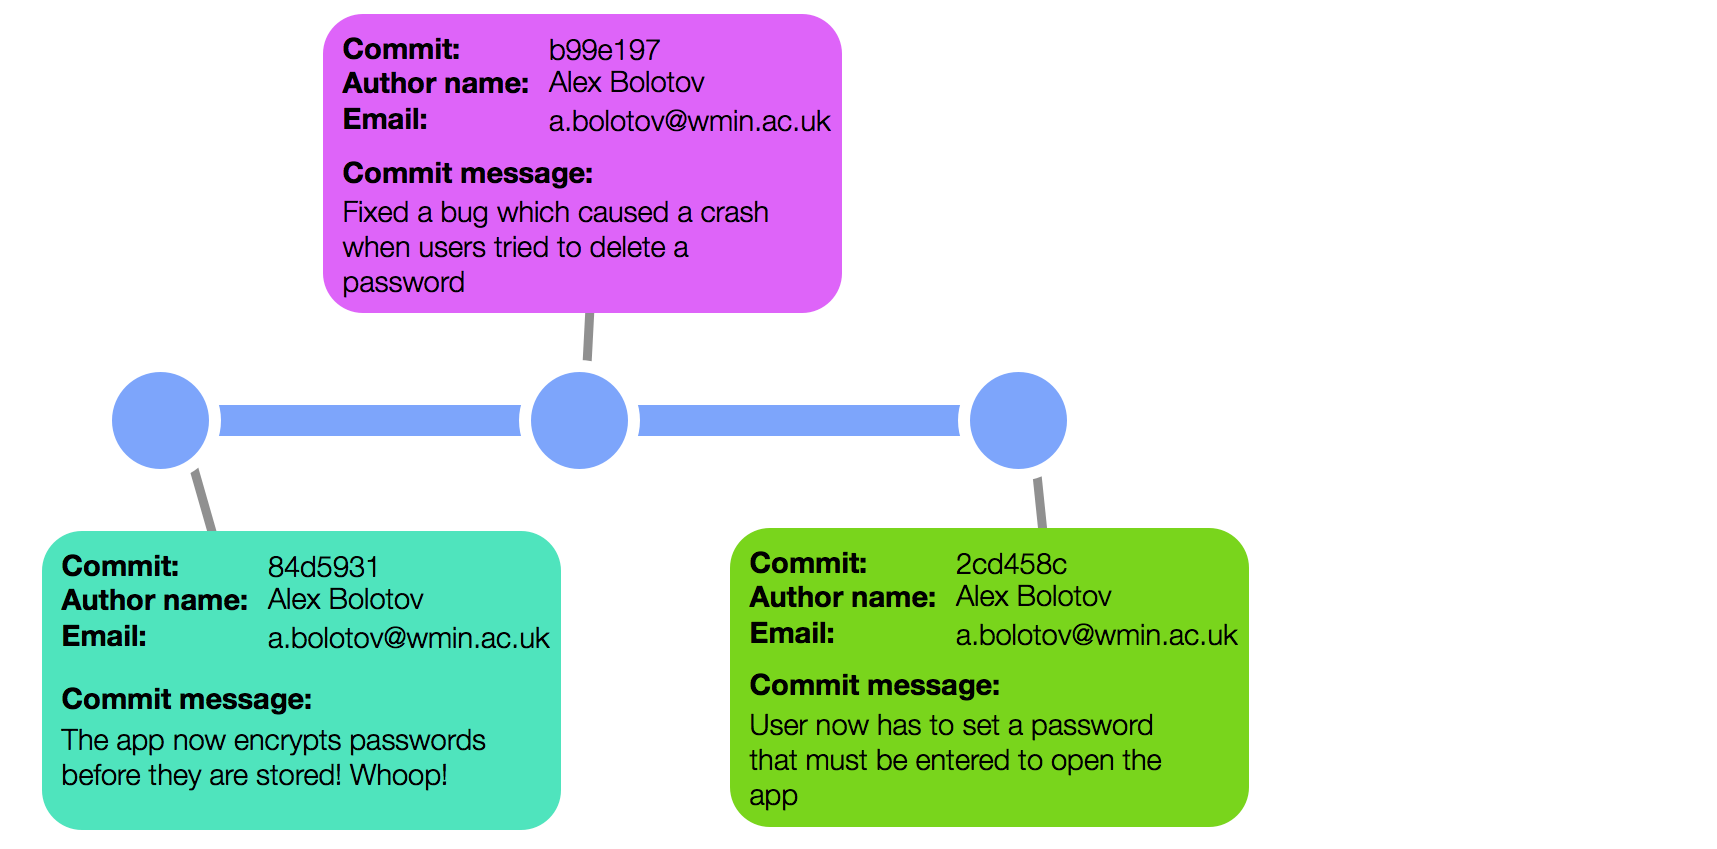 Commit: b99e197
Author name: Alex Bolotov
Email: a.bolotov@wmin.ac.uk
Commit message:
Fixed a bug which caused a crash
when users tried to delete a
password
Commit: 84d5931
Author name: Alex Bolotov
Email: a.bolotov@wmin.ac.uk
Commit message:
The app now encrypts passwords
before they are stored! Whoop!
Commit: 2cd458c
Author name: Alex Bolotov
Email: a.bolotov@wmin.ac.uk
Commit message:
User now has to set a password
that must be entered to open the
app